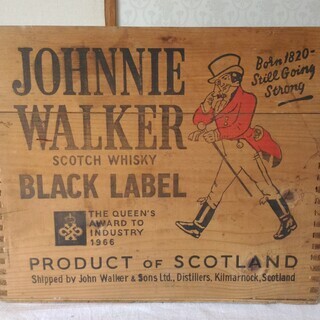 JOHNNIE
WALKER
SCOTCH WHISKY
BLACK LABEL
Born 1820-
Still Going
Strong
THE QUEEN'S
AWARD TO
INDUSTRY
1966
PRODUCT OF SCOTLAND
Shipped by John Walker & Sons Ltd., Distillers, Kilmarnock, Scotland